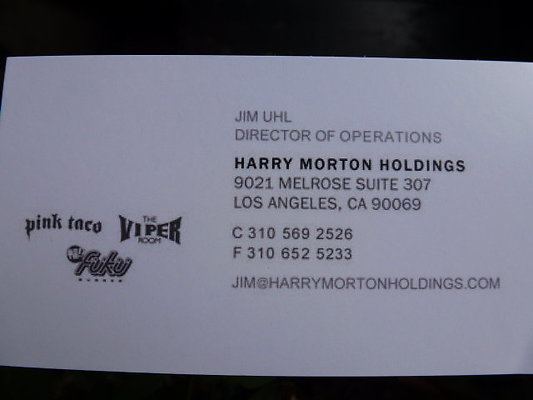 JIM UHL
DIRECTOR OF OPERATIONS
HARRY MORTON HOLDINGS
9021 MELROSE SUITE 307
LOS ANGELES, CA 90069
C 310 569 2526
F 310 652 5233
JIM@HARRYMORTONHOLDINGS.COM
pink taco
THE
VIPER
ROOM
fuku
BURGER